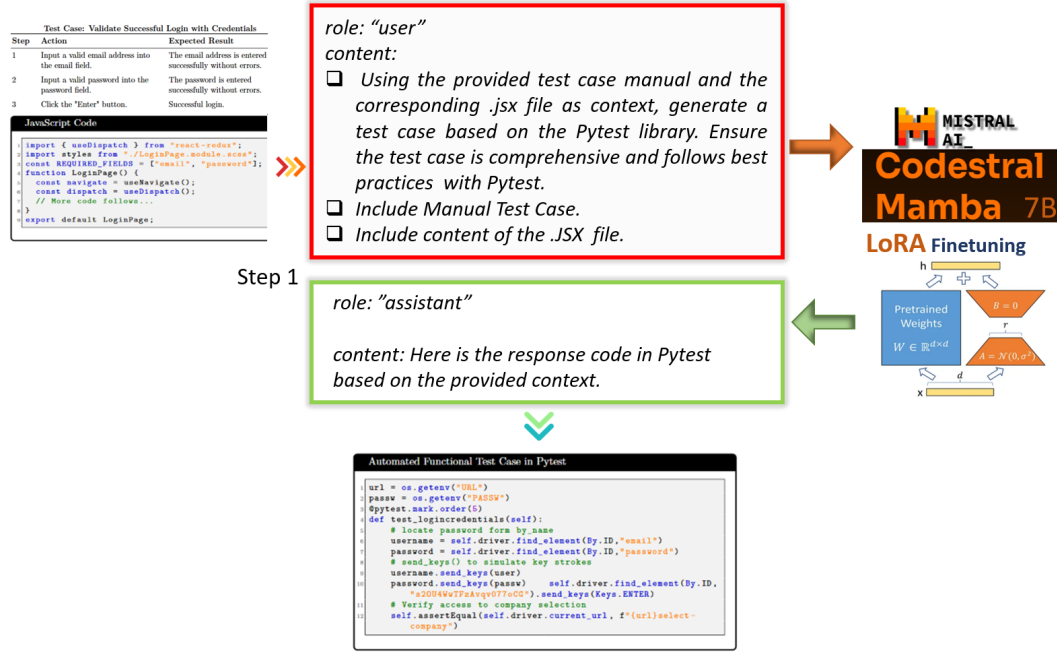 Test Case: Validate Successful Login with Credentials
Step Action Expected Result
1 Input a valid email address into the email field. The email address is entered successfully without errors.
2 Input a valid password into the password field. The password is entered successfully without errors.
3 Click the "Enter" button. Successful login.
JavaScript Code
1 import { useDispatch } from "react-redux";
2 import styles from "./LoginPage.module.scss";
3 const REQUIRED_FIELDS = ["email", "password"];
4 function LoginPage() {
5 const navigate = useNavigate();
6 const dispatch = useDispatch();
7 // More code follows...
8 }
9 export default LoginPage;
role: “user”
content:
Using the provided test case manual and the
corresponding .jsx file as context, generate a
test case based on the Pytest library. Ensure
the test case is comprehensive and follows best
practices with Pytest.
Include Manual Test Case.
Include content of the .JSX file.
MISTRAL
AI_
Codestral
Mamba 7B
LoRA Finetuning
h
Pretrained
Weights
W ∈ ℝ^{d×d}
B = 0
r
A = N(0, σ²)
d
x
Step 1
role: ”assistant”
content: Here is the response code in Pytest
based on the provided context.
Automated Functional Test Case in Pytest
1 url = os.getenv("URL")
2 passw = os.getenv("PASSW")
3 @pytest.mark.order(5)
4 def test_logincredentials(self):
5 # locate password form by_name
6 username = self.driver.find_element(By.ID,"email")
7 password = self.driver.find_element(By.ID,"password")
8 # send_keys() to simulate key strokes
9 username.send_keys(user)
10 password.send_keys(passw) self.driver.find_element(By.ID,
.send_keys(Keys.ENTER)
11 # Verify access to company selection
12 self.assertEqual(self.driver.current_url, f"{url}select-
company")